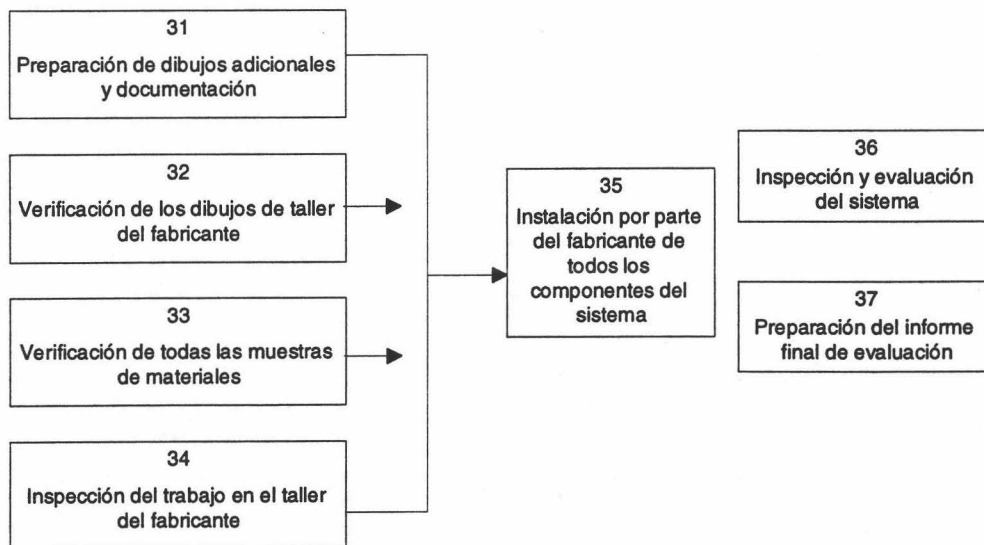 31
Preparación de dibujos adicionales
y documentación
32
Verificación de los dibujos de taller
del fabricante
33
Verificación de todas las muestras
de materiales
34
Inspección del trabajo en el taller
del fabricante
35
Instalación por parte
del fabricante de
todos los
componentes del
sistema
36
Inspección y evaluación
del sistema
37
Preparación del informe
final de evaluación